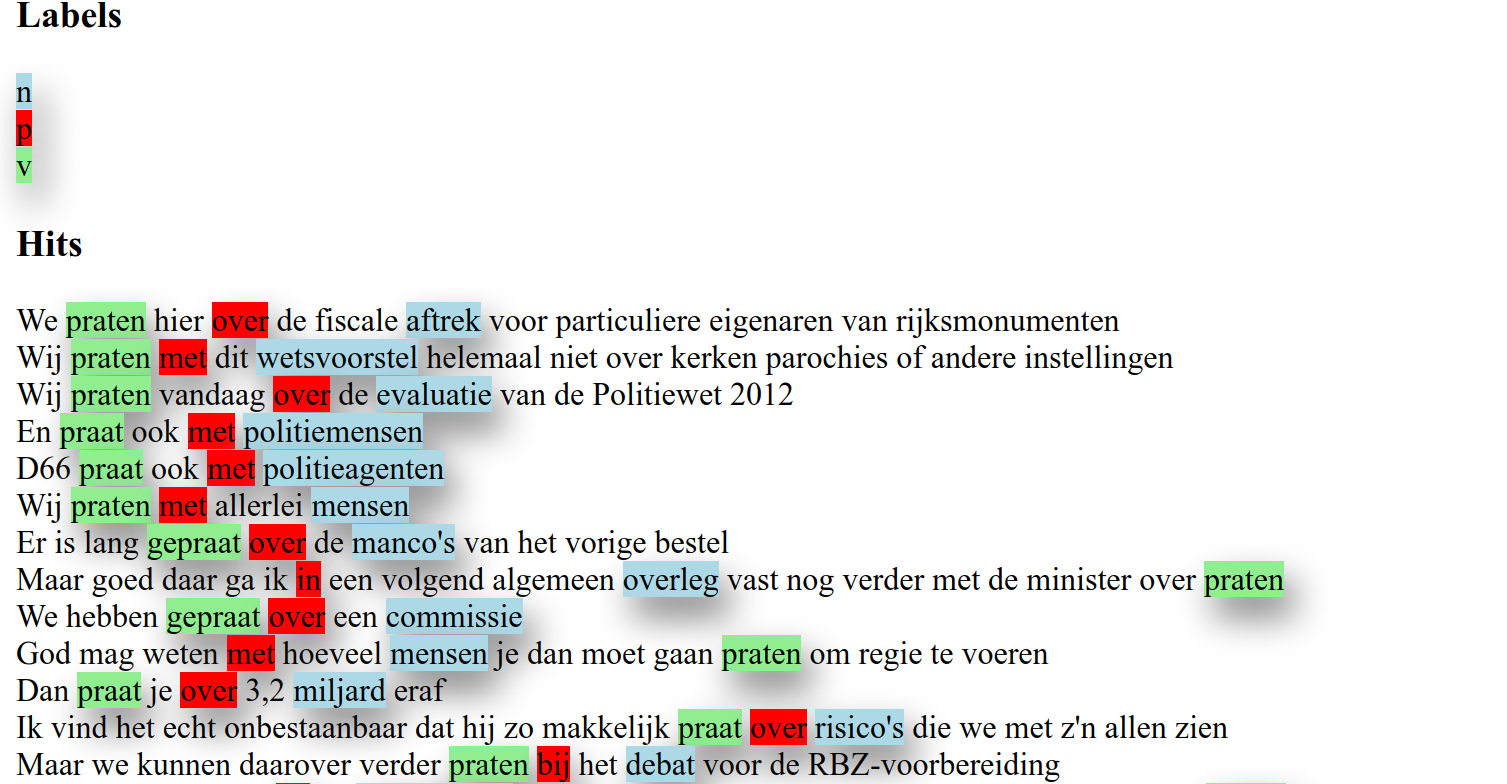 Labels
n
p
v
Hits
We praten hier over de fiscale aftrek voor particuliere eigenaren van rijksmonumenten
Wij praten met dit wetsvoorstel helemaal niet over kerken parochies of andere instellingen
Wij praten vandaag over de evaluatie van de Politiewet 2012
En praat ook met politiemensen
D66 praat ook met politieagenten
Wij praten met allerlei mensen
Er is lang gepraat over de manco's van het vorige bestel
Maar goed daar ga ik in een volgend algemeen overleg vast nog verder met de minister over praten
We hebben gepraat over een commissie
God mag weten met hoeveel mensen je dan moet gaan praten om regie te voeren
Dan praat je over 3,2 miljard eraf
Ik vind het echt onbestaanbaar dat hij zo makkelijk praat over risico's die we met z'n allen zien
Maar we kunnen daarover verder praten bij het debat voor de RBZ-voorbereiding